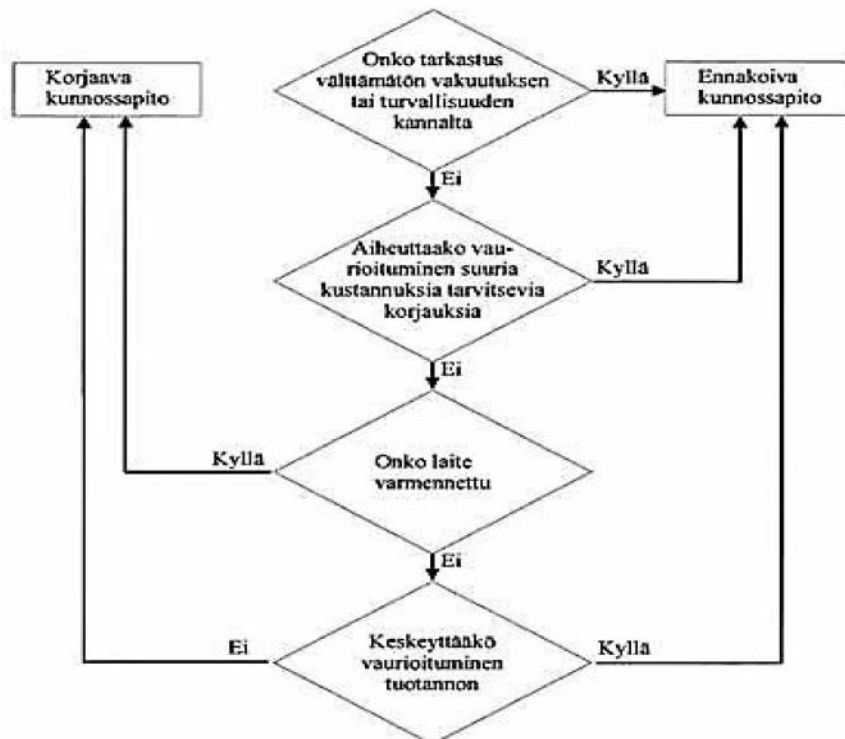 Korjaava
kunnossapito
Onko tarkastus
välttämätön vakuutuksen
tai turvallisuuden
kannalta
Kyllä
Ennakoiva
kunnossapito
Ei
Aiheuttaako vau-
rioituminen suuria
kustannuksia tarvitsevia
korjauksia
Kyllä
Ei
Kyllä
Onko laite
varmennettu
Ei
Ei
Keskeyttääkö
vaurioituminen
tuotannon
Kyllä